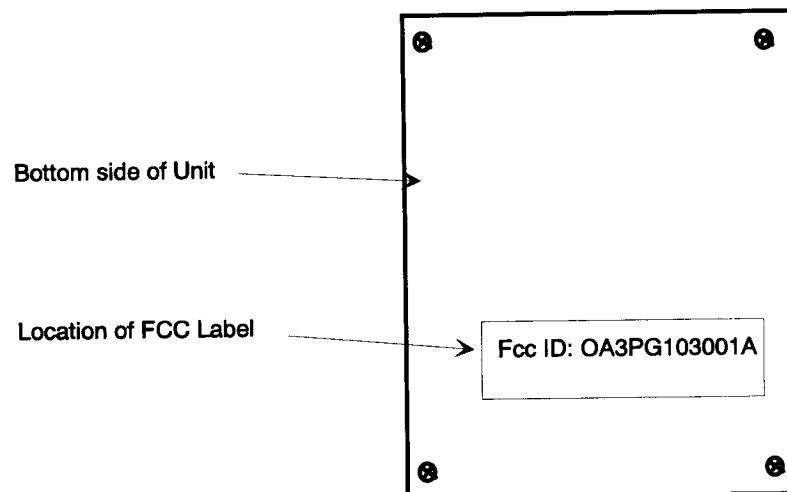 Bottom side of Unit
Location of FCC Label
Fcc ID: OA3PG103001A